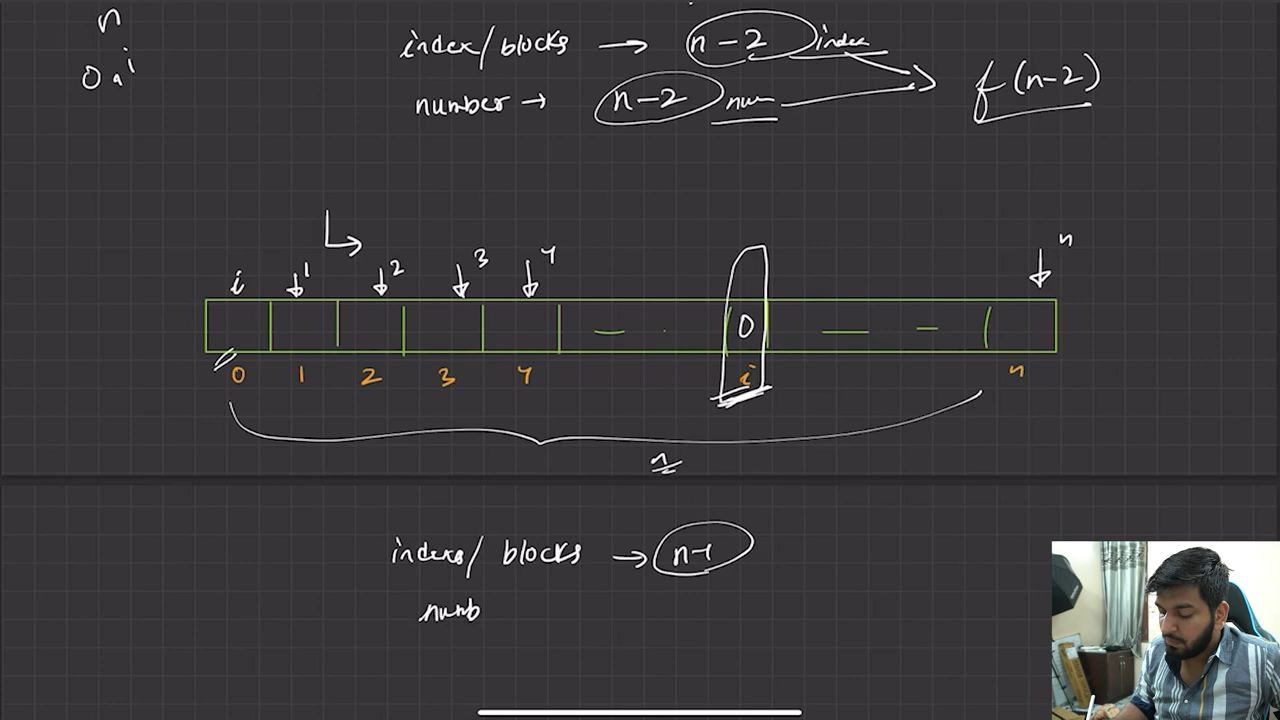 n
0 , i
index/blocks → n-2 index
number → n-2 num
f(n-2)
i 1 2 3 4 n
0
0 1 2 3 4 i n
n
indexs/ blocks → n-1
numb